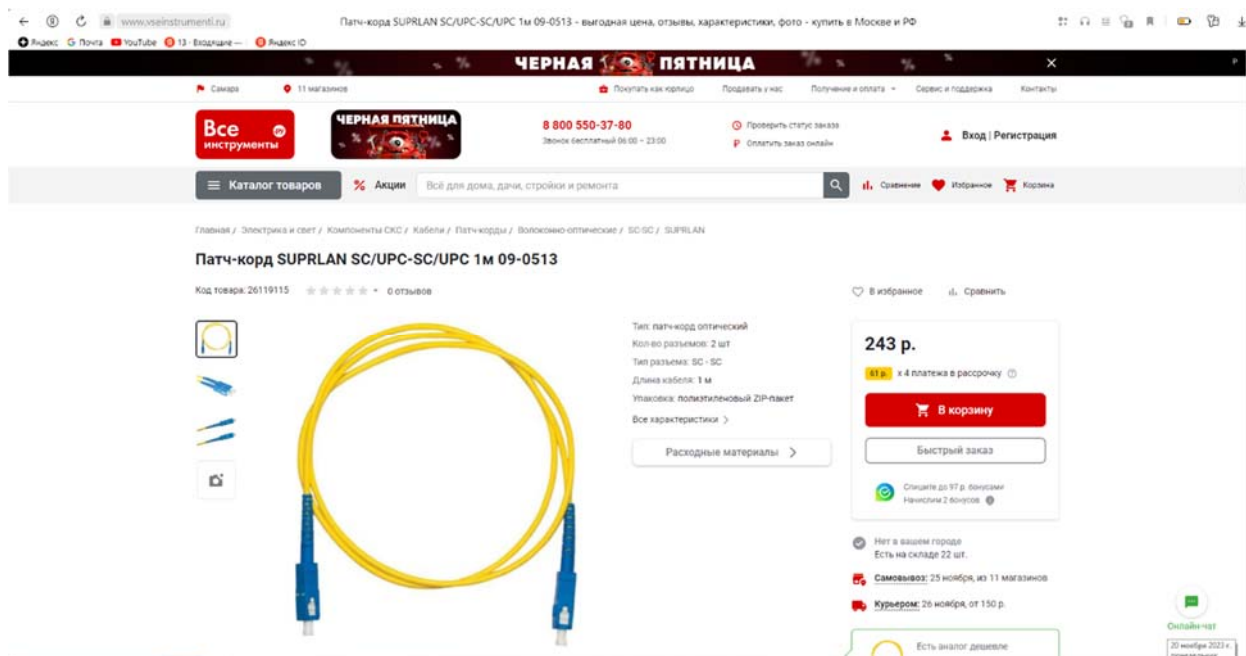 www.vseinstrumenti.ru
Патч-корд SUPRLAN SC/UPC-SC/UPC 1м 09-0513 - выгодная цена, отзывы, характеристики, фото - купить в Москве и РФ
Яндекс Почта YouTube 13 · Входящие — Яндекс ID
ЧЕРНАЯ ПЯТНИЦА
Самара 11 магазинов Покупать как юрлицо Продавать у нас Получение и оплата Сервис и поддержка Контакты
Все инструменты
ЧЕРНАЯ ПЯТНИЦА
8 800 550-37-80
Звонок бесплатный 06:00 – 23:00
Проверить статус заказа
Оплатить заказ онлайн
Вход | Регистрация
Каталог товаров Акции Всё для дома, дачи, стройки и ремонта Сравнение Избранное Корзина
Главная / Электрика и свет / Компоненты СКС / Кабели / Патч-корды / Волоконно-оптические / SC-SC / SUPRLAN
Патч-корд SUPRLAN SC/UPC-SC/UPC 1м 09-0513
Код товара: 26119115 0 отзывов В избранное Сравнить
Тип: патч-корд оптический
Кол-во разъемов: 2 шт
Тип разъема: SC - SC
Длина кабеля: 1 м
Упаковка: полиэтиленовый ZIP-пакет
Все характеристики
Расходные материалы
243 р.
61 р. х 4 платежа в рассрочку
В корзину
Быстрый заказ
Спишите до 97 р. бонусами
Начислим 2 бонусов
Нет в вашем городе
Есть на складе 22 шт.
Самовывоз: 25 ноября, из 11 магазинов
Курьером: 26 ноября, от 150 р.
Есть аналог дешевле
Онлайн-чат
20 ноября 2023 г.